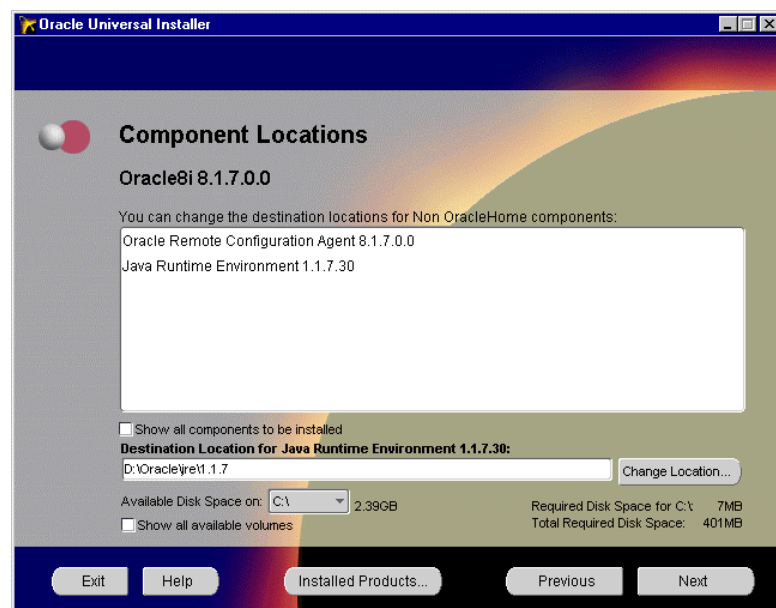 Oracle Universal Installer
Component Locations
Oracle8i 8.1.7.0.0
You can change the destination locations for Non OracleHome components:
Oracle Remote Configuration Agent 8.1.7.0.0
Java Runtime Environment 1.1.7.30
Show all components to be installed
Destination Location for Java Runtime Environment 1.1.7.30:
D:\Oracle\jre\1.1.7 Change Location...
Available Disk Space on: C:\ 2.39GB Required Disk Space for C:\: 7MB
Show all available volumes Total Required Disk Space: 401MB
Exit Help Installed Products... Previous Next